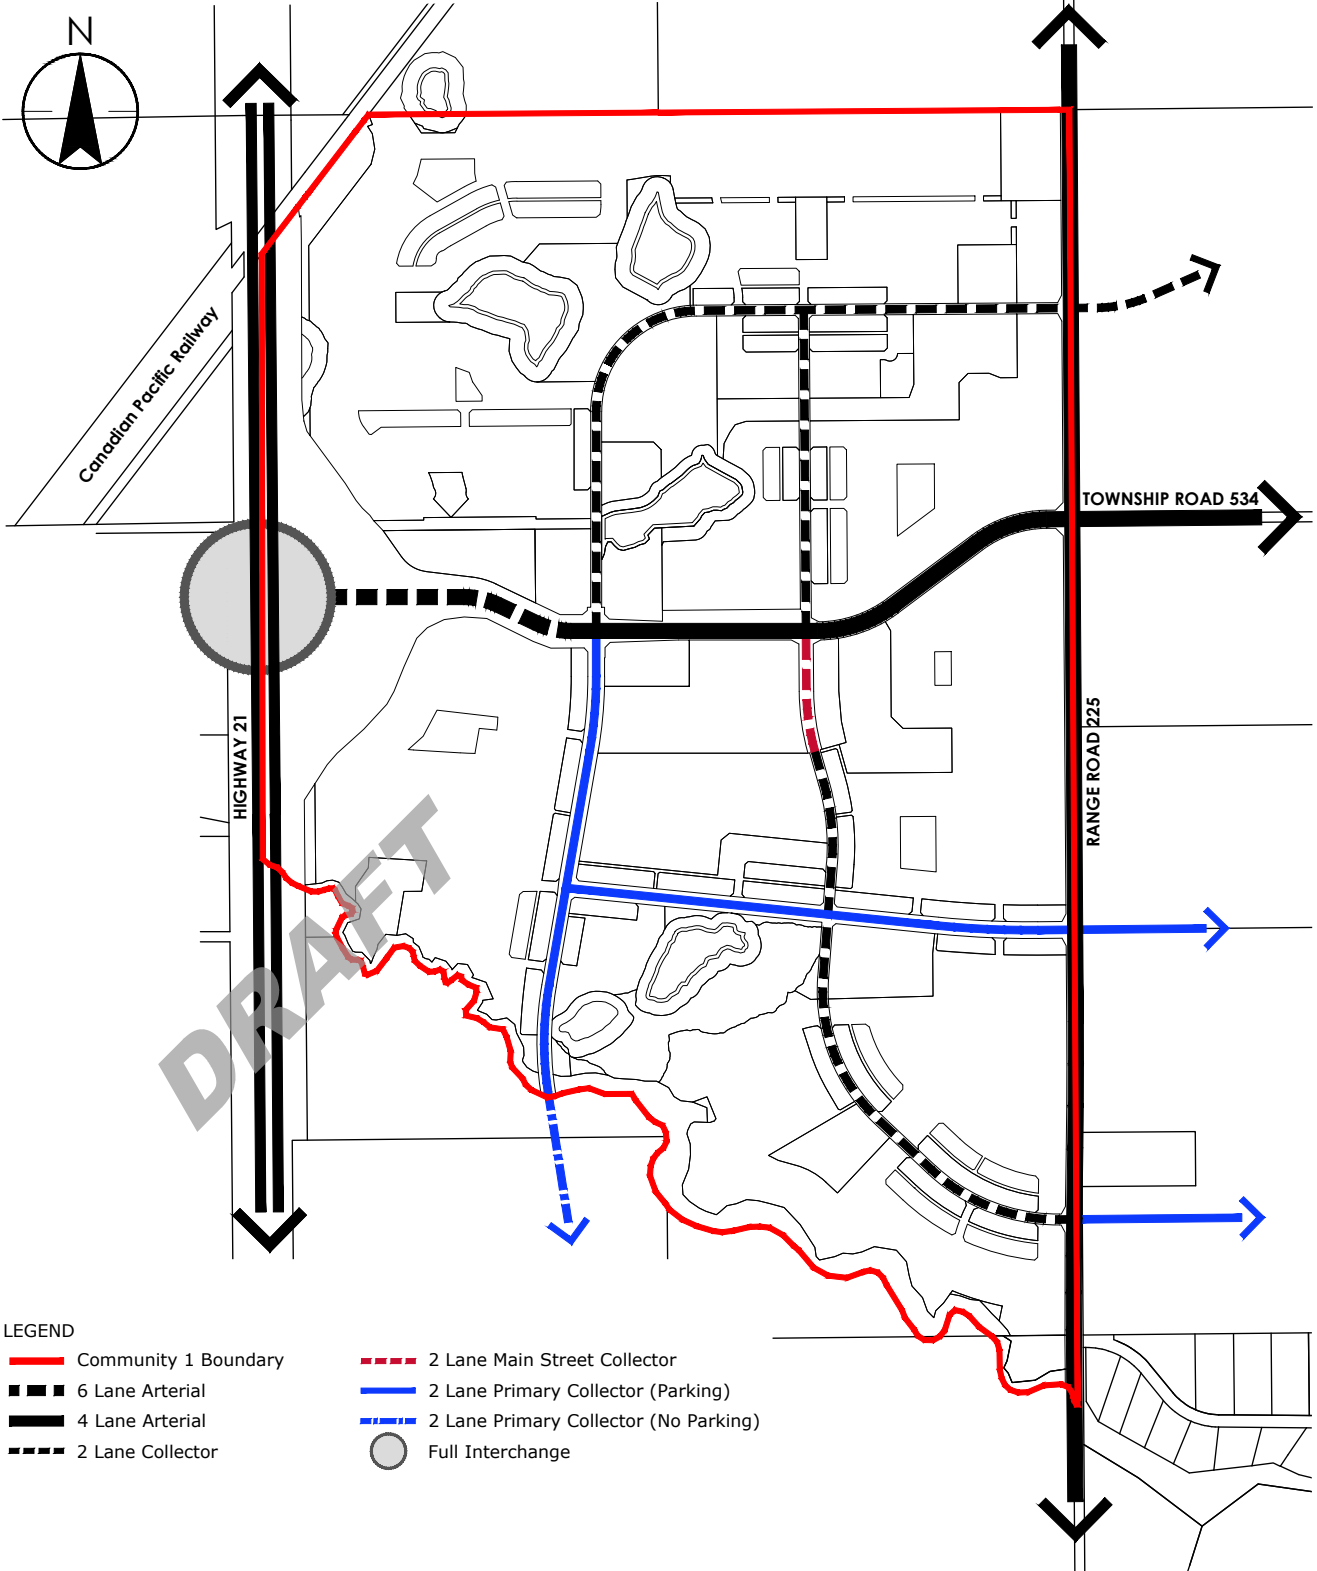 N
Canadian Pacific Railway
TOWNSHIP ROAD 534
HIGHWAY 21
RANGE ROAD 225
DRAFT
LEGEND
Community 1 Boundary
6 Lane Arterial
4 Lane Arterial
2 Lane Collector
2 Lane Main Street Collector
2 Lane Primary Collector (Parking)
2 Lane Primary Collector (No Parking)
Full Interchange